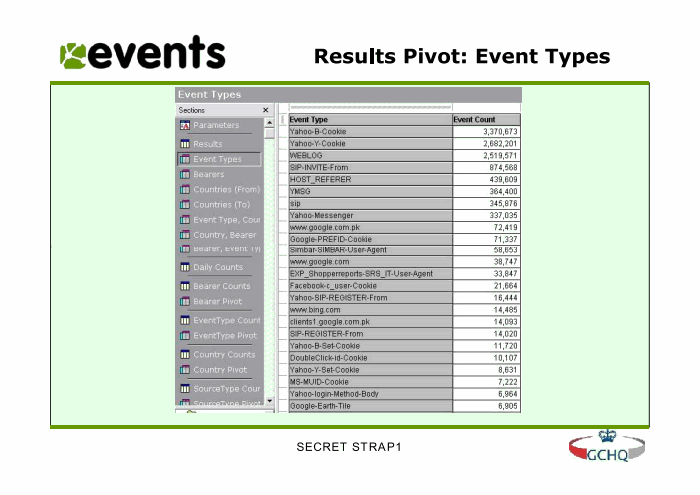 events
Results Pivot: Event Types
Event Types
Sections
Parameters
Results
Event Types
Bearers
Countries (From)
Countries (To)
Event Type, Coun
Country, Bearer
Bearer, Event Ty
Daily Counts
Bearer Counts
Bearer Pivot
EventType Count
EventType Pivot
Country Counts
Country Pivot
SourceType Coun
SourceType Pivot
Event Type Event Count
Yahoo-B-Cookie 3,370,673
Yahoo-Y-Cookie 2,682,201
WEBLOG 2,519,571
SIP-INVITE-From 874,568
HOST_REFERER 439,609
YMSG 364,400
sip 345,876
Yahoo-Messenger 337,035
www.google.com.pk 72,419
Google-PREFID-Cookie 71,337
Simbar-SIMBAR-User-Agent 58,653
www.google.com 38,747
EXP_Shopperreports-SRS_IT-User-Agent 33,847
Facebook-c_user-Cookie 21,664
Yahoo-SIP-REGISTER-From 16,444
www.bing.com 14,485
clients1.google.com.pk 14,093
SIP-REGISTER-From 14,020
Yahoo-B-Set-Cookie 11,720
DoubleClick-id-Cookie 10,107
Yahoo-Y-Set-Cookie 8,631
MS-MUID-Cookie 7,222
Yahoo-login-Method-Body 6,964
Google-Earth-Tile 6,905
SECRET STRAP1
GCHQ